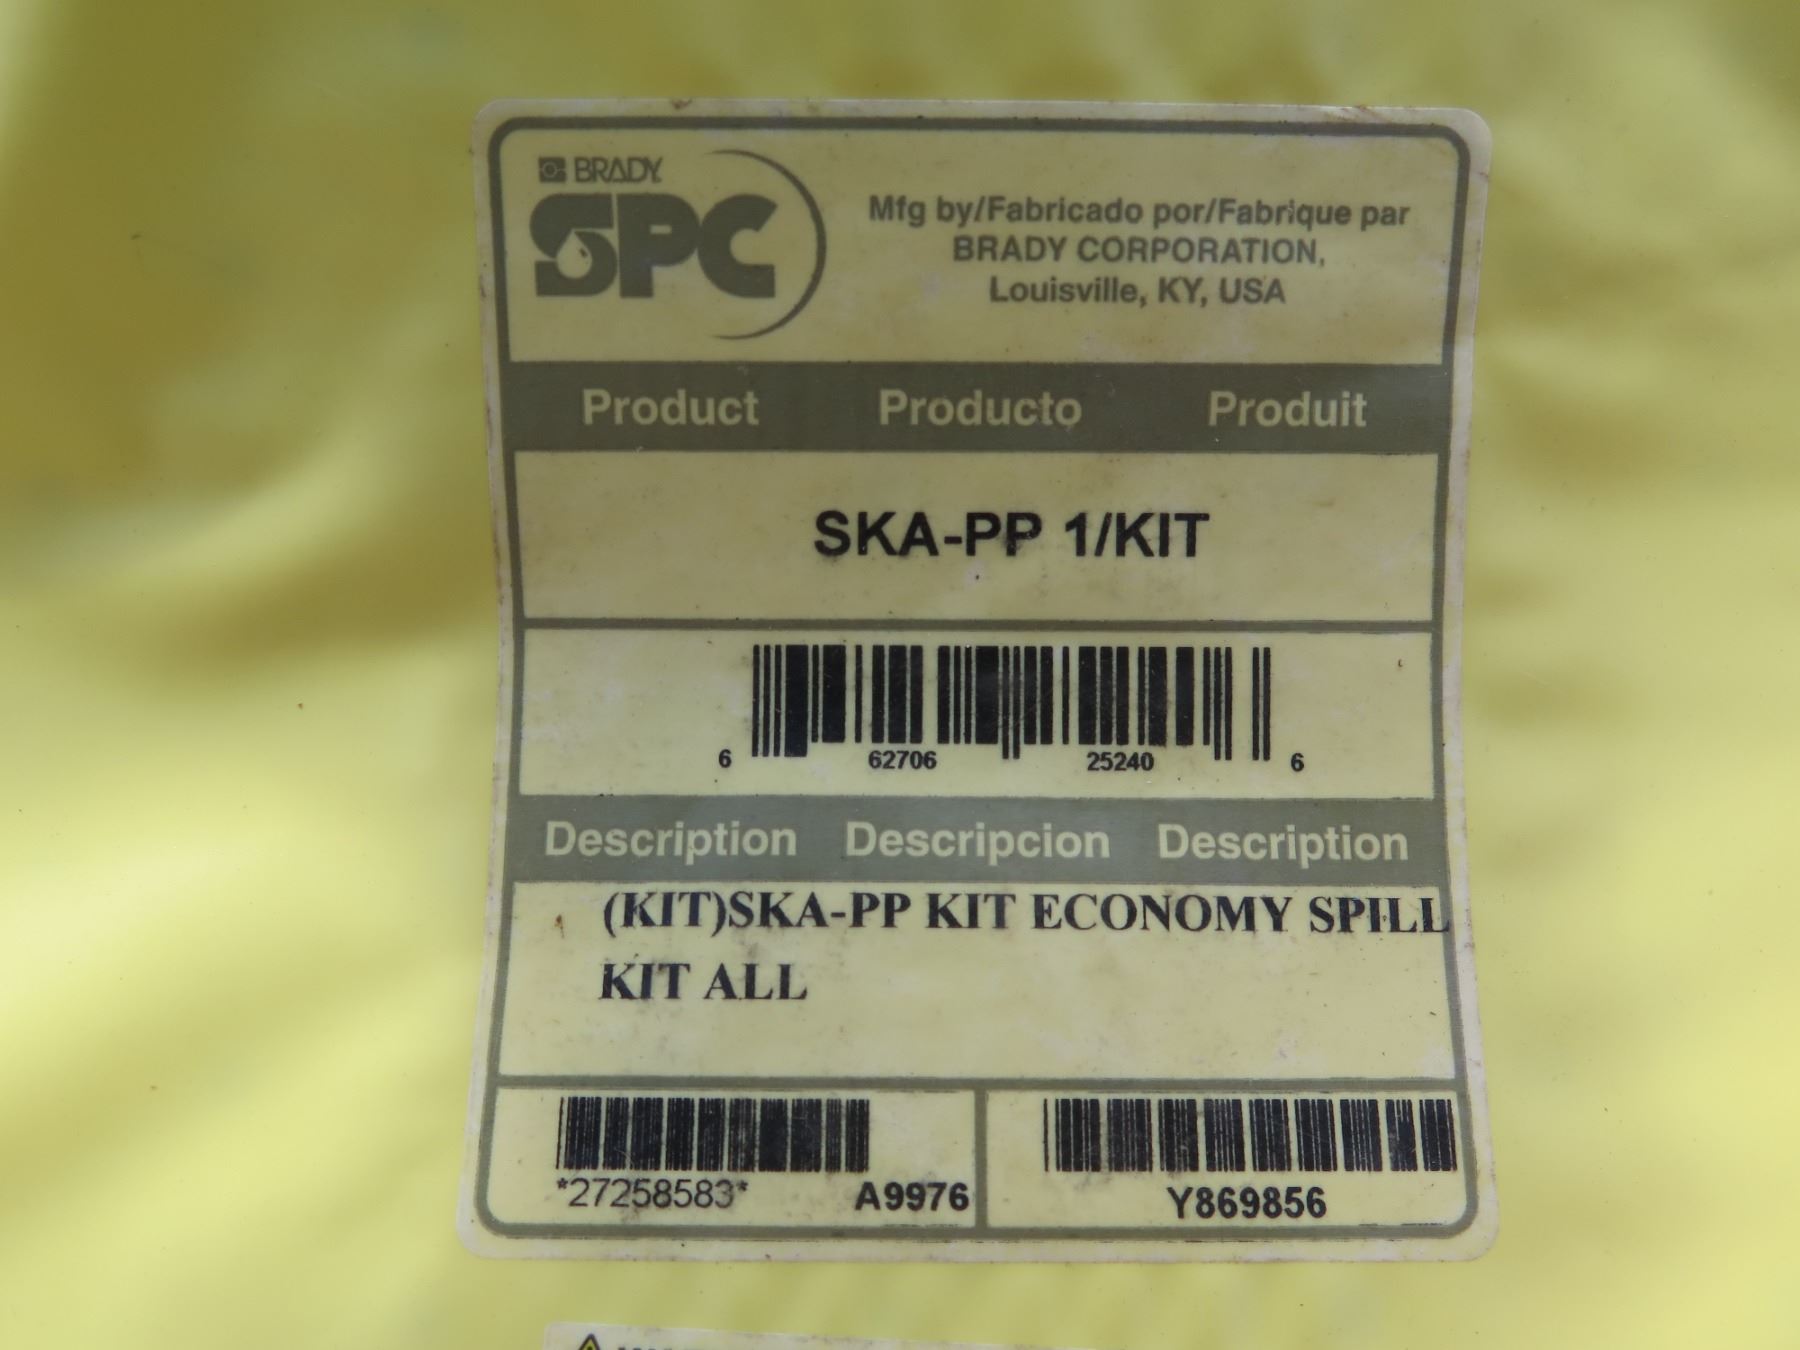 BRADY
SPC
Mfg by/Fabricado por/Fabrique par
BRADY CORPORATION,
Louisville, KY, USA
Product Producto Produit
SKA-PP 1/KIT
6 62706 25240 6
Description Descripcion Description
(KIT)SKA-PP KIT ECONOMY SPILL
KIT ALL
*27258583* A9976 Y869856